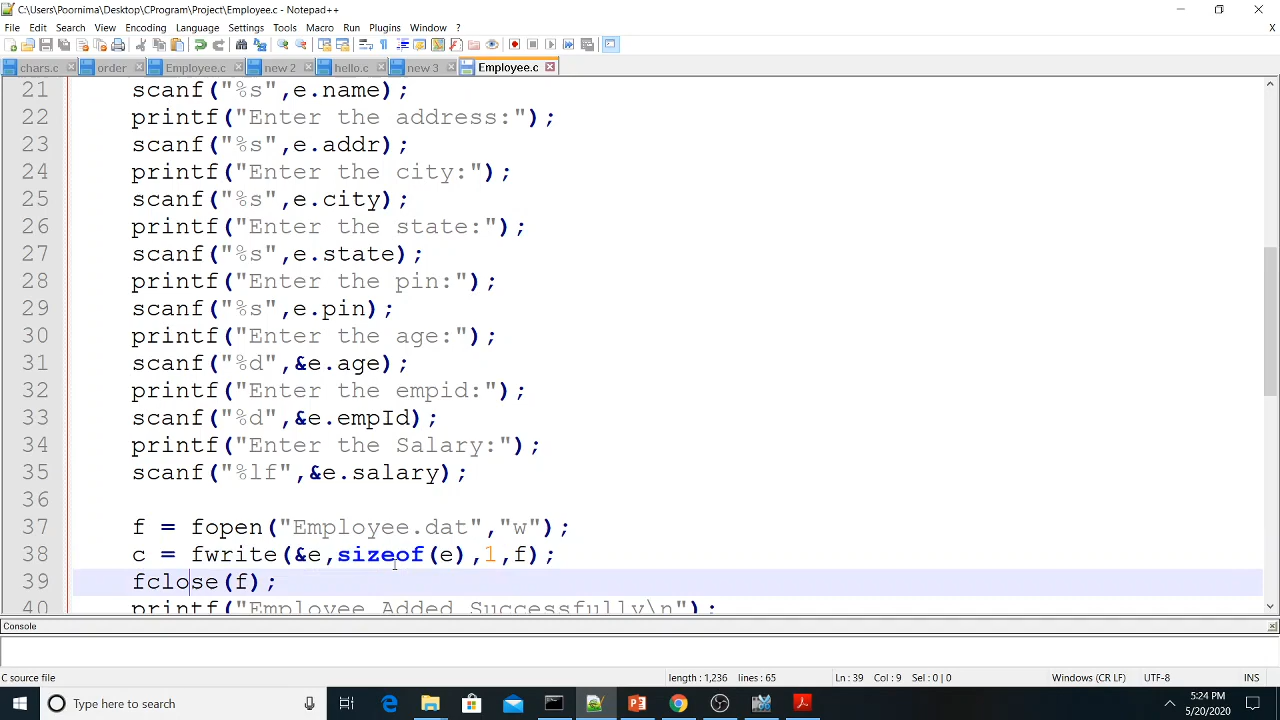 C:\Users\Poornima\Desktop\CProgram\Project\Employee.c - Notepad++
File Edit Search View Encoding Language Settings Tools Macro Run Plugins Window ? X
chars.c order Employee.c new 2 hello.c new 3 Employee.c
21 scanf("%s",e.name);
22 printf("Enter the address:");
23 scanf("%s",e.addr);
24 printf("Enter the city:");
25 scanf("%s",e.city);
26 printf("Enter the state:");
27 scanf("%s",e.state);
28 printf("Enter the pin:");
29 scanf("%s",e.pin);
30 printf("Enter the age:");
31 scanf("%d",&e.age);
32 printf("Enter the empid:");
33 scanf("%d",&e.empId);
34 printf("Enter the Salary:");
35 scanf("%lf",&e.salary);
36
37 f = fopen("Employee.dat","w");
38 c = fwrite(&e,sizeof(e),1,f);
39 fclose(f);
40 printf("Employee Added Successfully\n");
Console
C source file length : 1,236 lines : 65 Ln : 39 Col : 9 Sel : 0 | 0 Windows (CR LF) UTF-8 INS
Type here to search
5:24 PM
5/20/2020